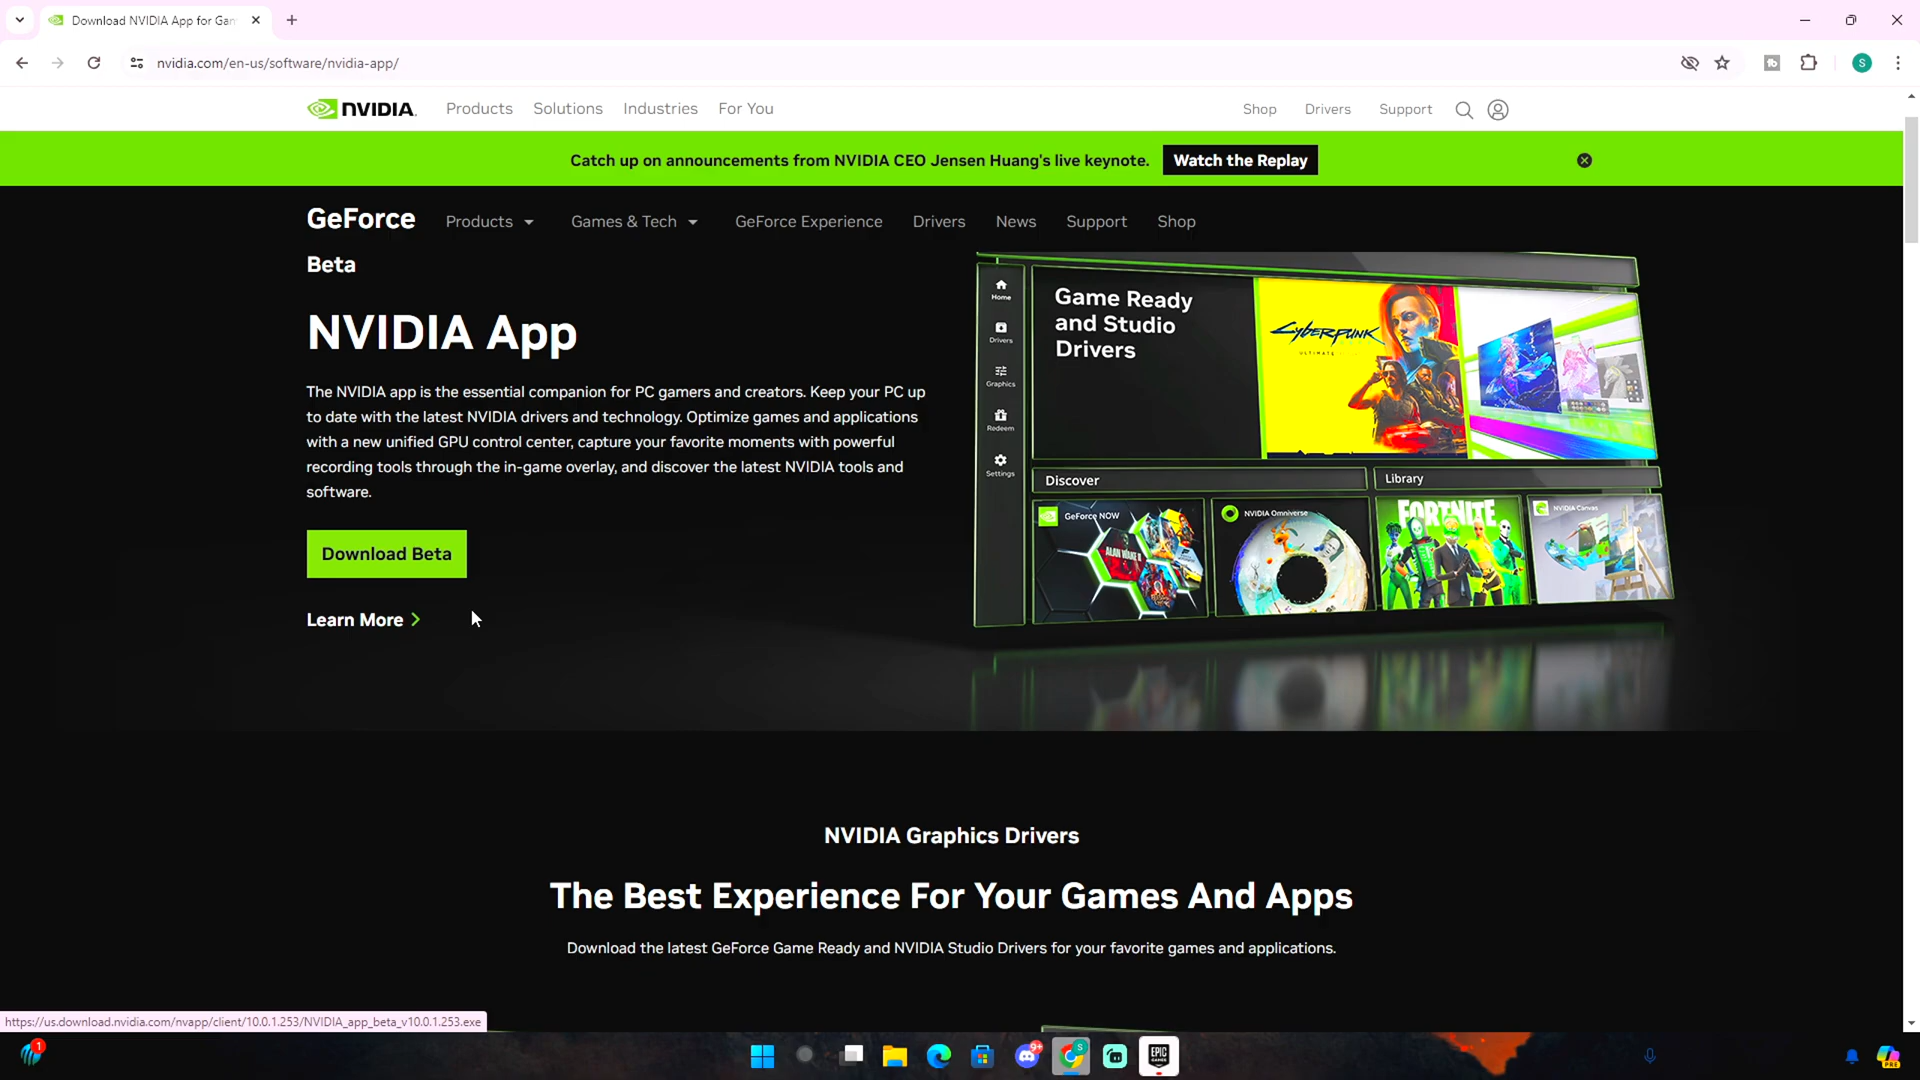 Download NVIDIA App for Gam
nvidia.com/en-us/software/nvidia-app/
S
NVIDIA.
Products
Solutions
Industries
For You
Shop
Drivers
Support
Catch up on announcements from NVIDIA CEO Jensen Huang's live keynote.
Watch the Replay
GeForce
Products
Games & Tech
GeForce Experience
Drivers
News
Support
Shop
Beta
NVIDIA App
The NVIDIA app is the essential companion for PC gamers and creators. Keep your PC up
to date with the latest NVIDIA drivers and technology. Optimize games and applications
with a new unified GPU control center, capture your favorite moments with powerful
recording tools through the in-game overlay, and discover the latest NVIDIA tools and
software.
Download Beta
Learn More
Home
Drivers
Graphics
Redeem
Settings
Game Ready
and Studio
Drivers
CYBERPUNK
ULTIMATE
Discover
Library
GeForce NOW
ALAN WAKE II
NVIDIA Omniverse
FORTNITE
NVIDIA Canvas
NVIDIA Graphics Drivers
The Best Experience For Your Games And Apps
Download the latest GeForce Game Ready and NVIDIA Studio Drivers for your favorite games and applications.
https://us.download.nvidia.com/nvapp/client/10.0.1.253/NVIDIA_app_beta_v10.0.1.253.exe
1
9+
S
EPIC
GAMES
PRE